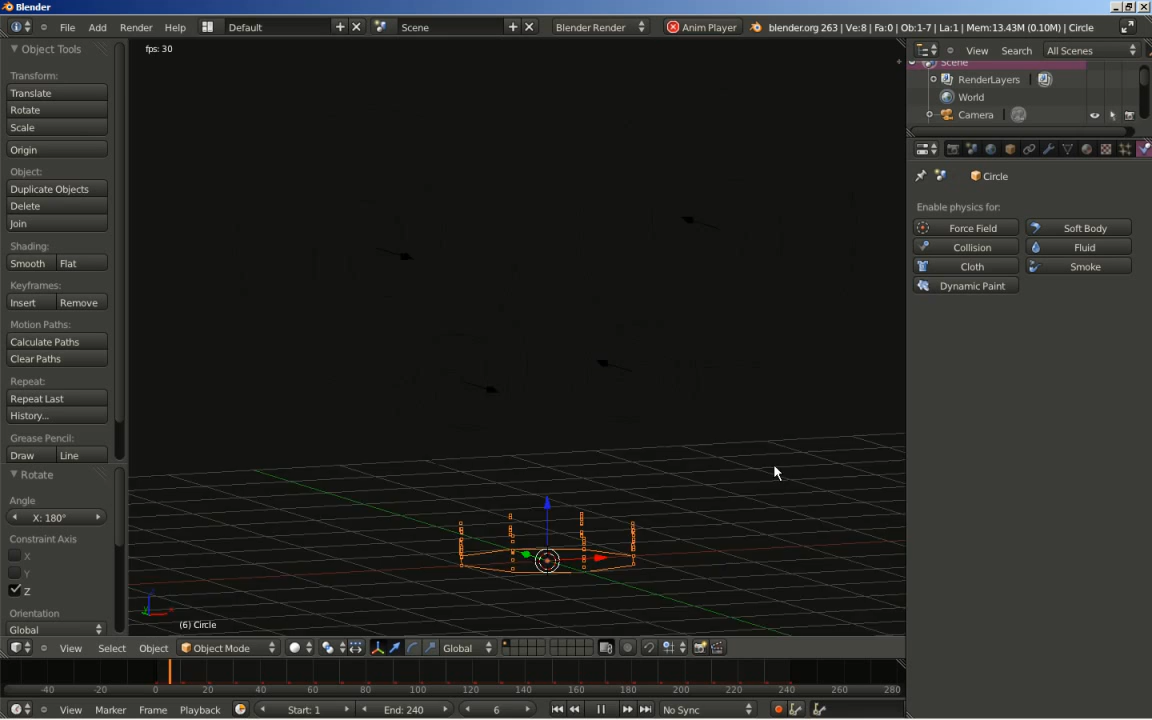 Blender
File Add Render Help Default Scene Blender Render Anim Player blender.org 263 | Ve:8 | Fa:0 | Ob:1-7 | La:1 | Mem:13.43M (0.10M) | Circle
Object Tools
Transform:
Translate
Rotate
Scale
Origin
Object:
Duplicate Objects
Delete
Join
Shading:
Smooth Flat
Keyframes:
Insert Remove
Motion Paths:
Calculate Paths
Clear Paths
Repeat:
Repeat Last
History...
Grease Pencil:
Draw Line
Rotate
Angle
X: 180°
Constraint Axis
X
Y
Z
Orientation
Global
fps: 30
(6) Circle
View Search All Scenes
Scene
RenderLayers
World
Camera
Circle
Enable physics for:
Force Field Soft Body
Collision Fluid
Cloth Smoke
Dynamic Paint
View Select Object Object Mode Global
-40 -20 0 20 40 60 80 100 120 140 160 180 200 220 240 260 280
View Marker Frame Playback Start: 1 End: 240 6 No Sync